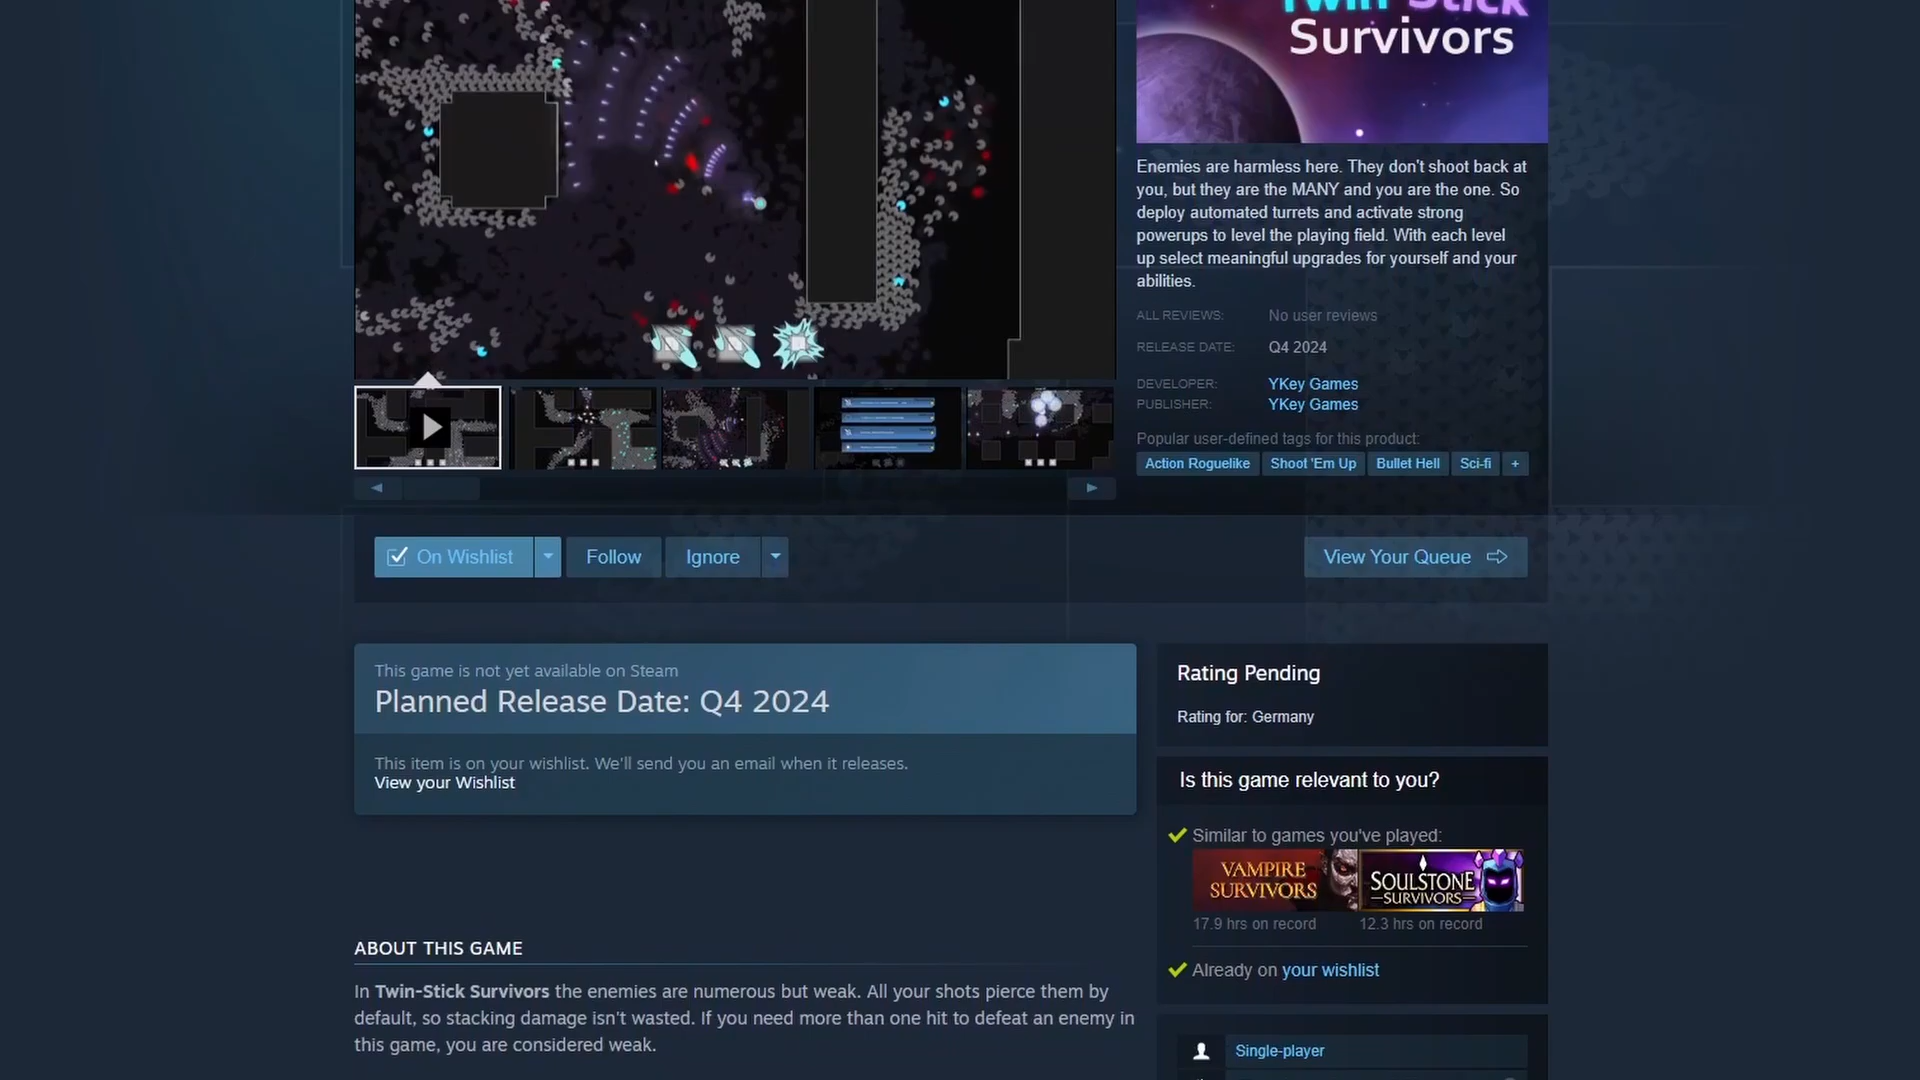 Twin-Stick
Survivors
Enemies are harmless here. They don't shoot back at
you, but they are the MANY and you are the one. So
deploy automated turrets and activate strong
powerups to level the playing field. With each level
up select meaningful upgrades for yourself and your
abilities.
ALL REVIEWS: No user reviews
RELEASE DATE: Q4 2024
DEVELOPER: YKey Games
PUBLISHER: YKey Games
Popular user-defined tags for this product:
Action Roguelike Shoot 'Em Up Bullet Hell Sci-fi +
On Wishlist Follow Ignore View Your Queue
This game is not yet available on Steam
Planned Release Date: Q4 2024
This item is on your wishlist. We'll send you an email when it releases.
View your Wishlist
Rating Pending
Rating for: Germany
Is this game relevant to you?
Similar to games you've played:
VAMPIRE
SURVIVORS
SOULSTONE
SURVIVORS
17.9 hrs on record 12.3 hrs on record
Already on your wishlist
ABOUT THIS GAME
In Twin-Stick Survivors the enemies are numerous but weak. All your shots pierce them by
default, so stacking damage isn't wasted. If you need more than one hit to defeat an enemy in
this game, you are considered weak.
Single-player